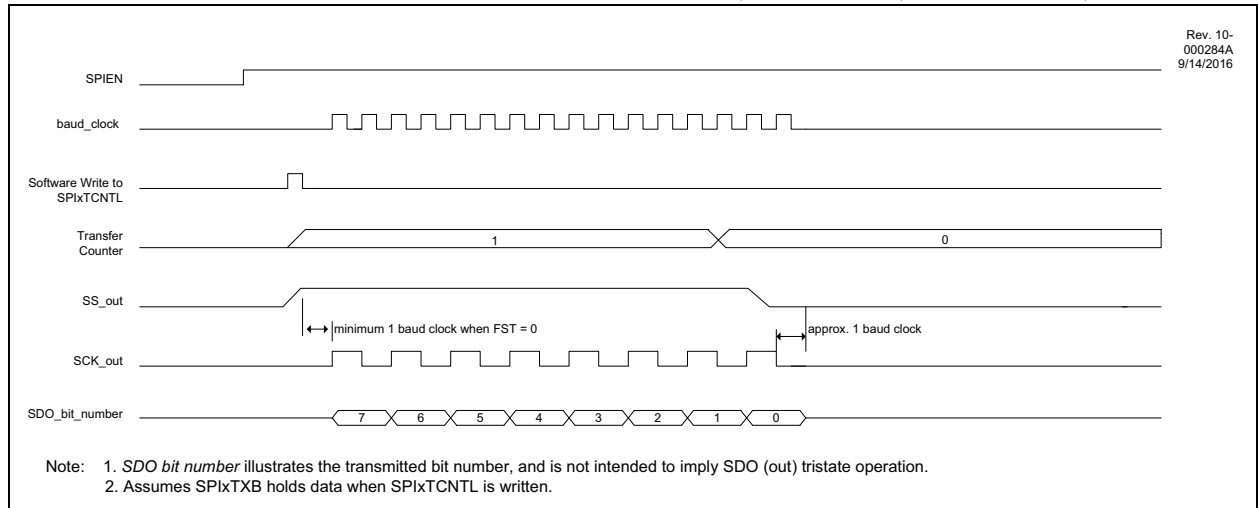 Rev. 10-
000284A
9/14/2016
SPIEN
baud_clock
Software Write to
SPIxTCNTL
Transfer
Counter
1
0
SS_out
minimum 1 baud clock when FST = 0
approx. 1 baud clock
SCK_out
SDO_bit_number
7 6 5 4 3 2 1 0
Note: 1. SDO bit number illustrates the transmitted bit number, and is not intended to imply SDO (out) tristate operation.
2. Assumes SPIxTXB holds data when SPIxTCNTL is written.